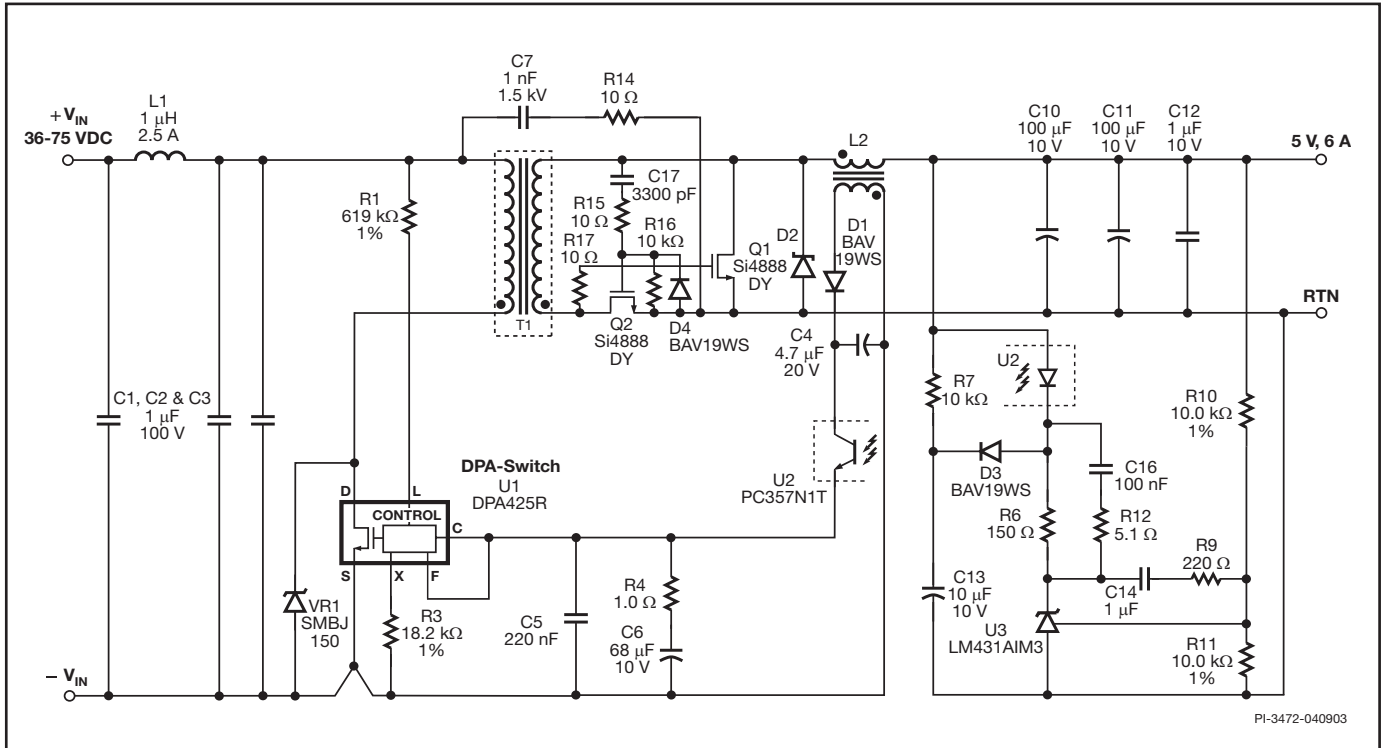 C7
1 nF
1.5 kV
R14
10 Ω
+ VIN
36-75 VDC
L1
1 μH
2.5 A
C10
100 μF
10 V
C11
100 μF
10 V
C12
1 μF
10 V
L2
5 V, 6 A
R1
619 kΩ
1%
C17
3300 pF
R15
10 Ω
R16
10 kΩ
R17
10 Ω
Q1
Si4888
DY
D2
D1
BAV
19WS
T1
Q2
Si4888
DY
D4
BAV19WS
RTN
C4
4.7 μF
20 V
U2
R7
10 kΩ
R10
10.0 kΩ
1%
C1, C2 & C3
1 μF
100 V
DPA-Switch
U1
DPA425R
U2
PC357N1T
D3
BAV19WS
C16
100 nF
D
L
CONTROL
C
S
X
F
R6
150 Ω
R12
5.1 Ω
R9
220 Ω
VR1
SMBJ
150
R3
18.2 kΩ
1%
C5
220 nF
R4
1.0 Ω
C6
68 μF
10 V
C13
10 μF
10 V
C14
1 μF
U3
LM431AIM3
R11
10.0 kΩ
1%
− VIN
PI-3472-040903